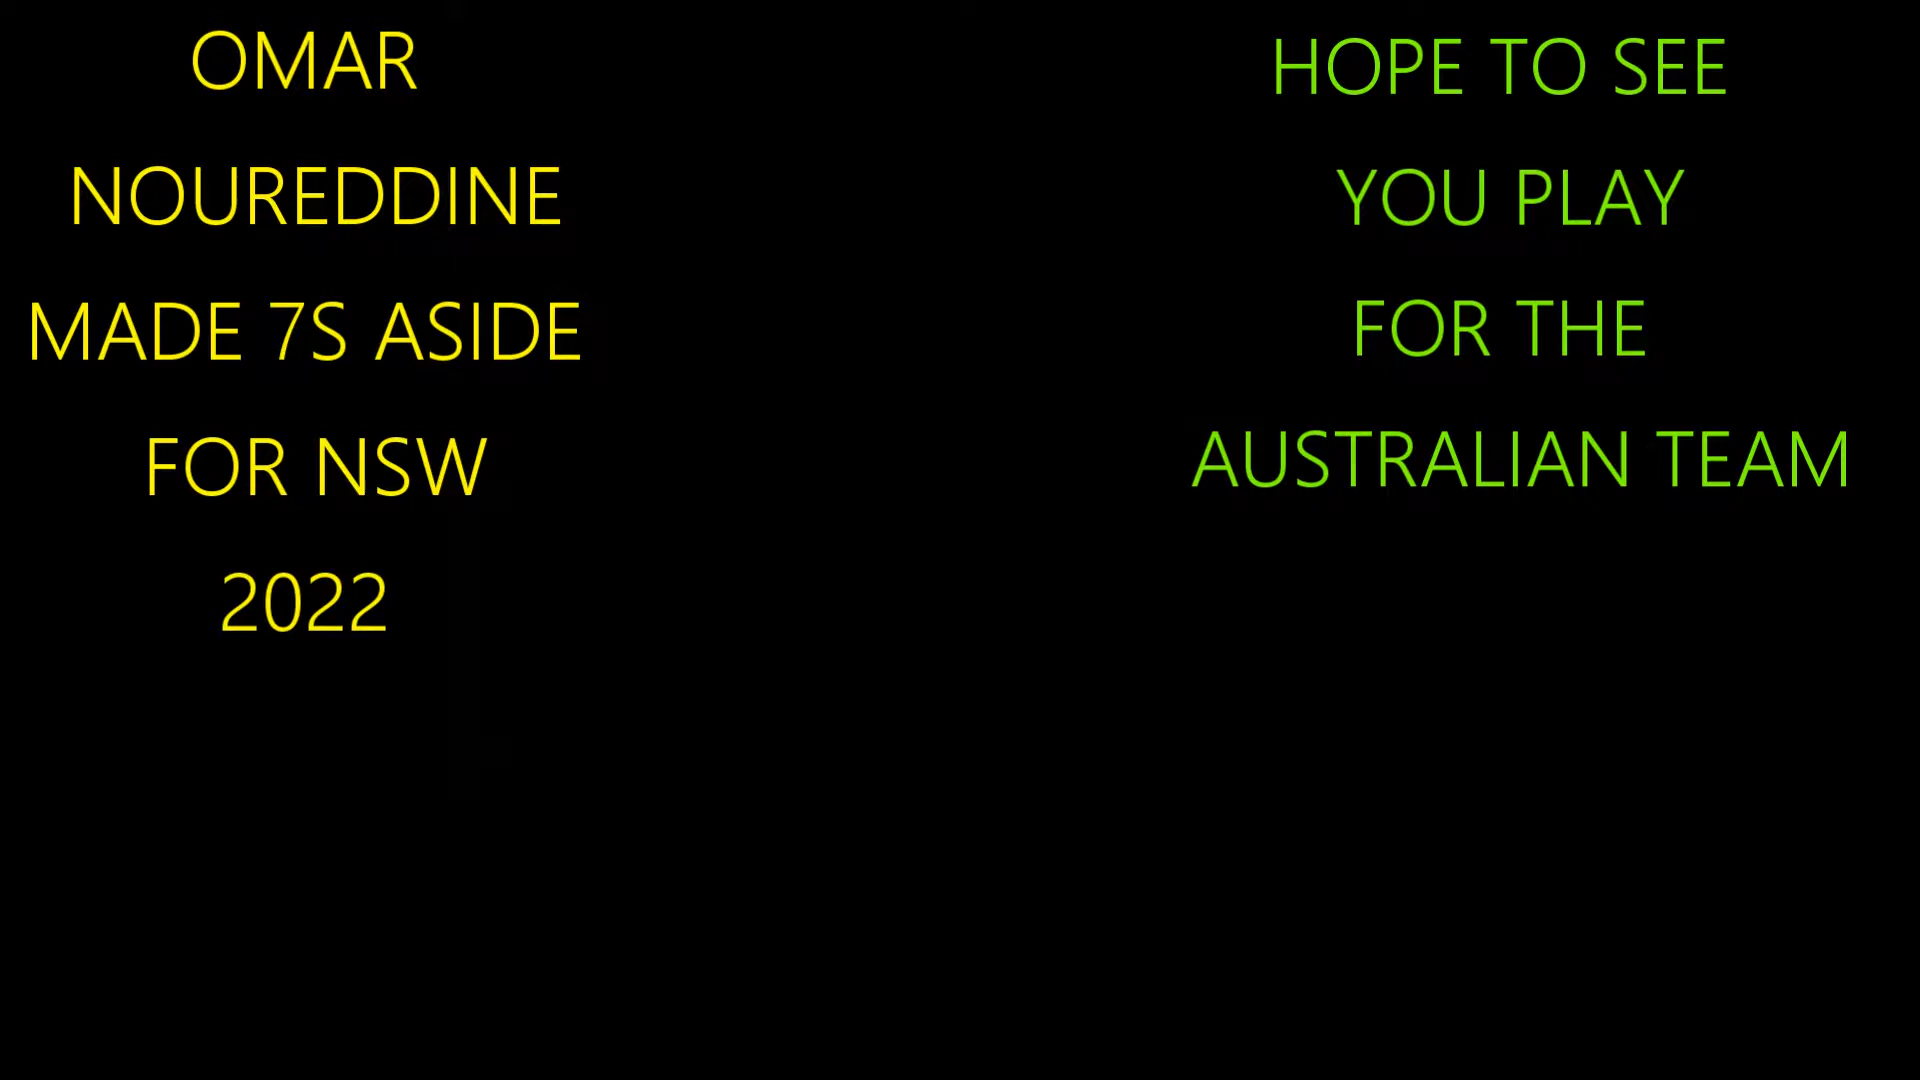 OMAR
NOUREDDINE
MADE 7S ASIDE
FOR NSW
2022
HOPE TO SEE
YOU PLAY
FOR THE
AUSTRALIAN TEAM